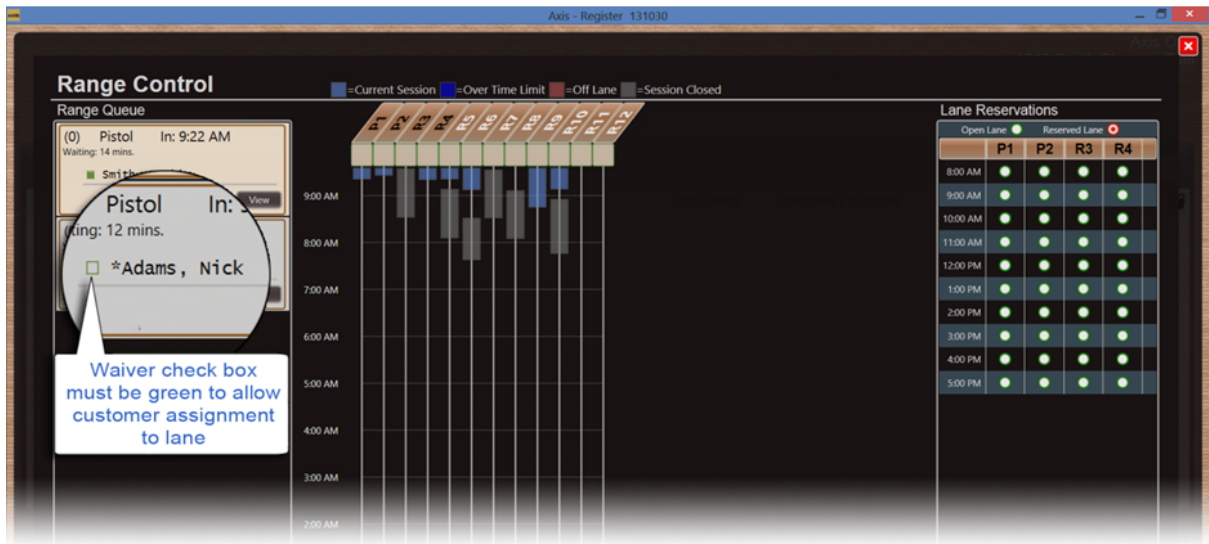 AXIS
Axis - Register 131030
Range Control
=Current Session =Over Time Limit =Off Lane =Session Closed
Range Queue
(0) Pistol In: 9:22 AM
Waiting: 14 mins.
View
Pistol In:
12 mins.
*Adams, Nick
Waiver check box
must be green to allow
customer assignment
to lane
P1 P2 R3 R4 R5 R6 R7 R8 R9 R10 R11 R12
9:00 AM
8:00 AM
7:00 AM
6:00 AM
5:00 AM
4:00 AM
3:00 AM
2:00 AM
Lane Reservations
Open Lane Reserved Lane
P1 P2 R3 R4
8:00 AM
9:00 AM
10:00 AM
11:00 AM
12:00 PM
1:00 PM
2:00 PM
3:00 PM
4:00 PM
5:00 PM